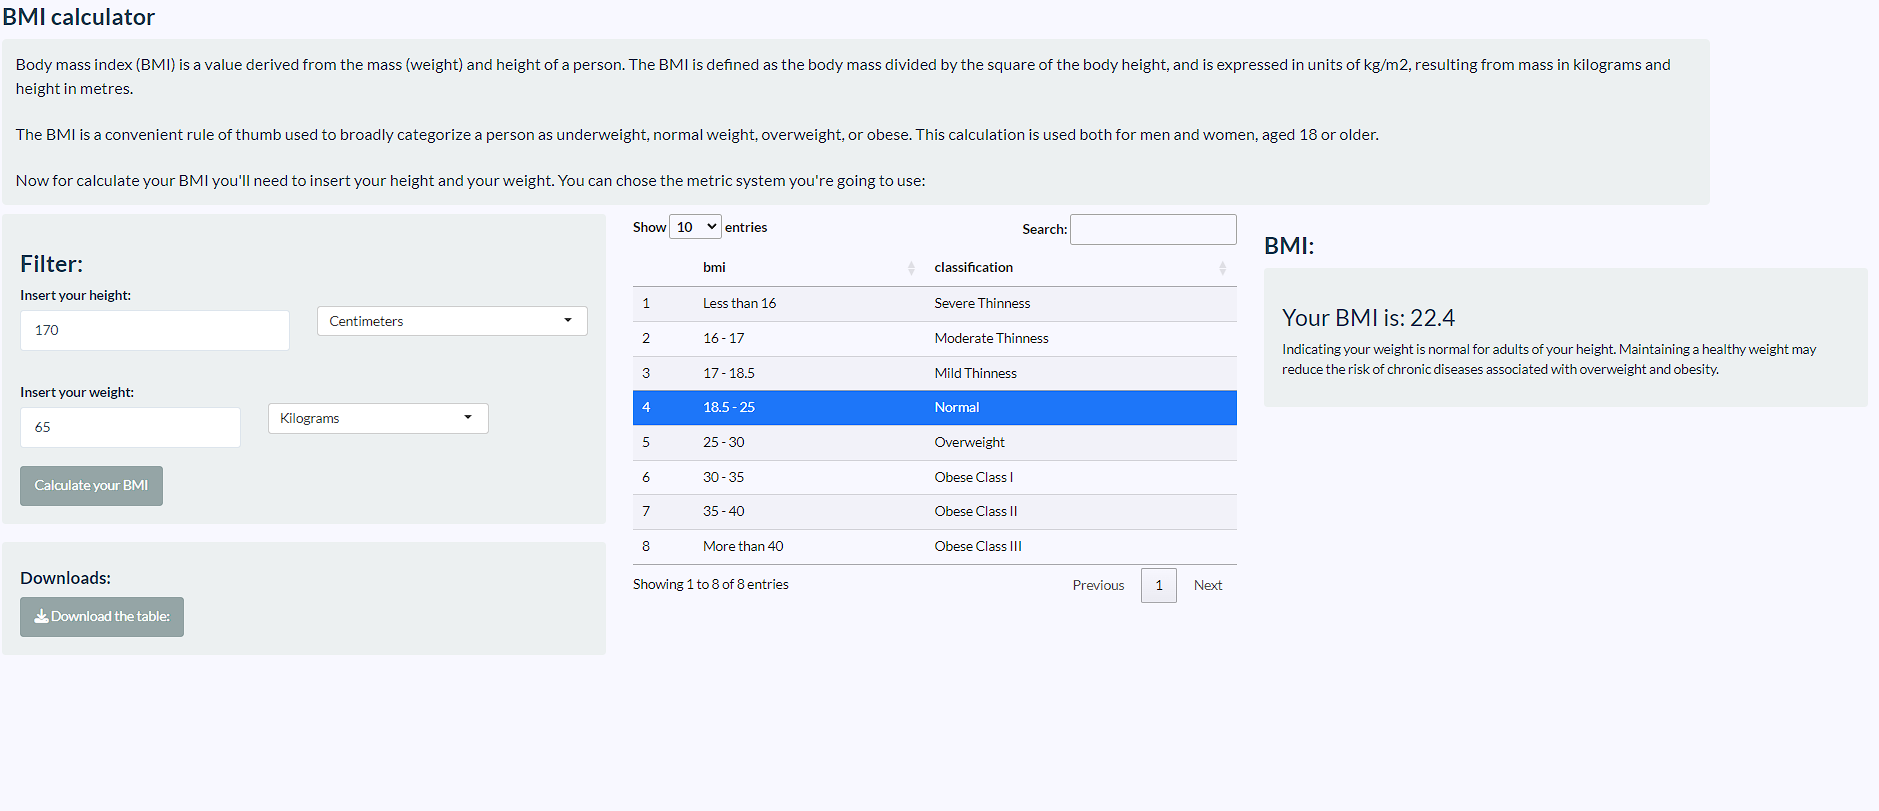 BMI calculator
Body mass index (BMI) is a value derived from the mass (weight) and height of a person. The BMI is defined as the body mass divided by the square of the body height, and is expressed in units of kg/m2, resulting from mass in kilograms and
height in metres.
The BMI is a convenient rule of thumb used to broadly categorize a person as underweight, normal weight, overweight, or obese. This calculation is used both for men and women, aged 18 or older.
Now for calculate your BMI you'll need to insert your height and your weight. You can chose the metric system you're going to use:
Filter:
Insert your height:
170 Centimeters
Insert your weight:
65 Kilograms
Calculate your BMI
Downloads:
Download the table:
Show 10 entries Search:
bmi classification
1 Less than 16 Severe Thinness
2 16 - 17 Moderate Thinness
3 17 - 18.5 Mild Thinness
4 18.5 - 25 Normal
5 25 - 30 Overweight
6 30 - 35 Obese Class I
7 35 - 40 Obese Class II
8 More than 40 Obese Class III
Showing 1 to 8 of 8 entries Previous 1 Next
BMI:
Your BMI is: 22.4
Indicating your weight is normal for adults of your height. Maintaining a healthy weight may
reduce the risk of chronic diseases associated with overweight and obesity.